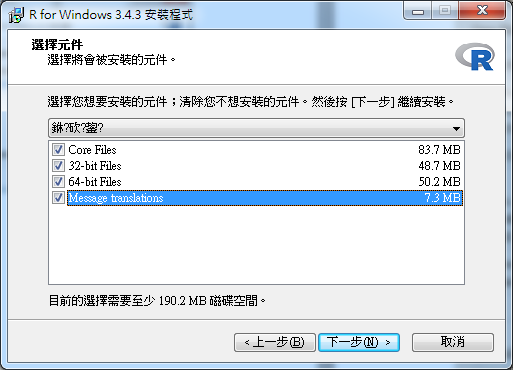 R for Windows 3.4.3 安裝程式
選擇元件
選擇將會被安裝的元件。
R
選擇您想要安裝的元件；清除您不想安裝的元件。然後按 [下一步] 繼續安裝。
銝?砍?鋆?
Core Files 83.7 MB
32-bit Files 48.7 MB
64-bit Files 50.2 MB
Message translations 7.3 MB
目前的選擇需要至少 190.2 MB 磁碟空間。
< 上一步(B) 下一步(N) > 取消